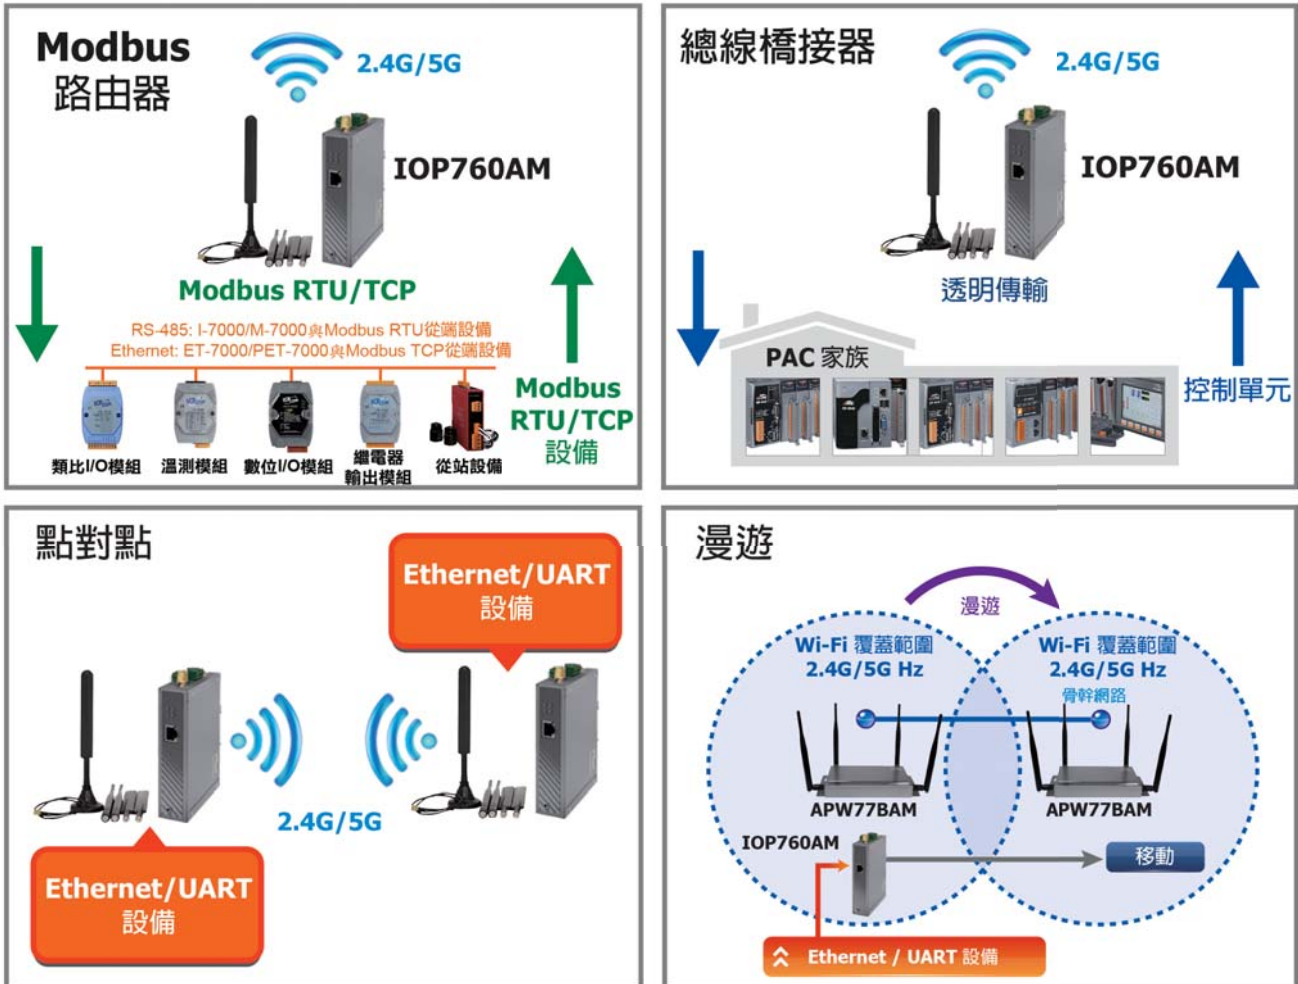 Modbus
路由器
2.4G/5G
IOP760AM
Modbus RTU/TCP
RS-485: I-7000/M-7000與Modbus RTU從端設備
Ethernet: ET-7000/PET-7000與Modbus TCP從端設備
類比I/O模組
溫測模組
數位I/O模組
繼電器
輸出模組
從站設備
Modbus
RTU/TCP
設備
總線橋接器
2.4G/5G
IOP760AM
透明傳輸
PAC 家族
控制單元
點對點
Ethernet/UART
設備
2.4G/5G
Ethernet/UART
設備
漫遊
漫遊
Wi-Fi 覆蓋範圍
2.4G/5G Hz
Wi-Fi 覆蓋範圍
2.4G/5G Hz
骨幹網路
APW77BAM
APW77BAM
IOP760AM
移動
Ethernet / UART 設備